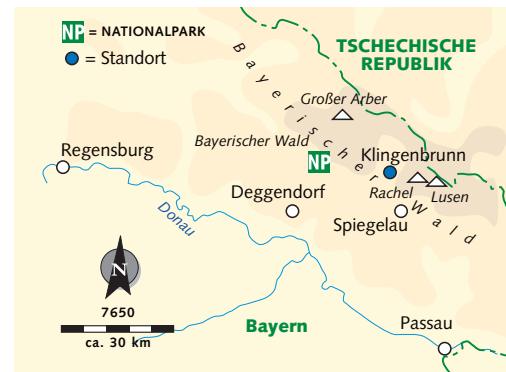 NP = NATIONALPARK
= Standort
TSCHECHISCHE
REPUBLIK
Bayerischer Wald
Großer Arber
Bayerischer Wald
NP
Regensburg
Klingenbrunn
Rachel
Lusen
Deggendorf
Spiegelau
Donau
N
7650
ca. 30 km
Bayern
Passau